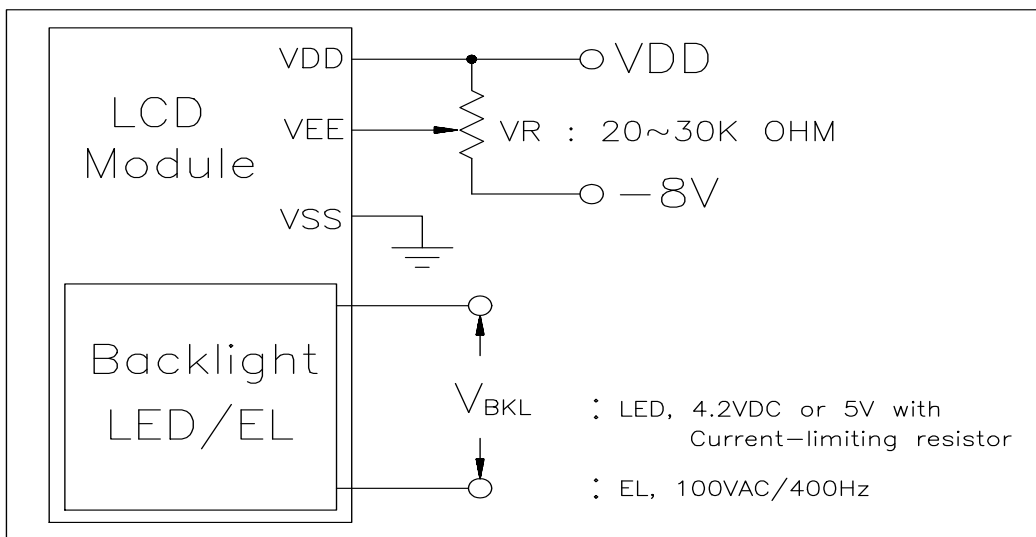 VDD
VDD
LCD
Module
VEE
VR : 20~30K OHM
-8V
VSS
Backlight
LED/EL
VBKL
: LED, 4.2VDC or 5V with
Current-limiting resistor
: EL, 100VAC/400Hz